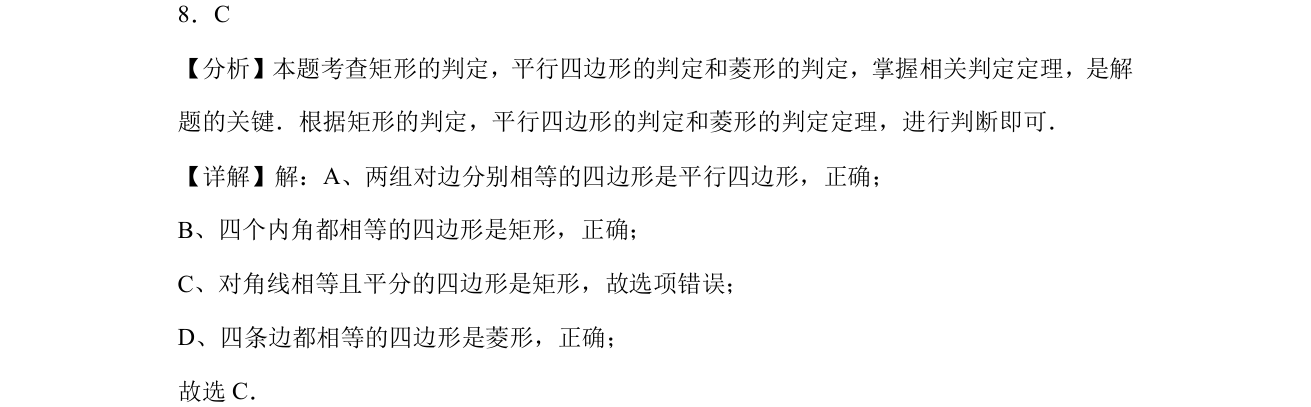 8．C
【分析】本题考查矩形的判定，平行四边形的判定和菱形的判定，掌握相关判定定理，是解
题的关键．根据矩形的判定，平行四边形的判定和菱形的判定定理，进行判断即可．
【详解】解：A、两组对边分别相等的四边形是平行四边形，正确；
B、四个内角都相等的四边形是矩形，正确；
C、对角线相等且平分的四边形是矩形，故选项错误；
D、四条边都相等的四边形是菱形，正确；
故选 C．